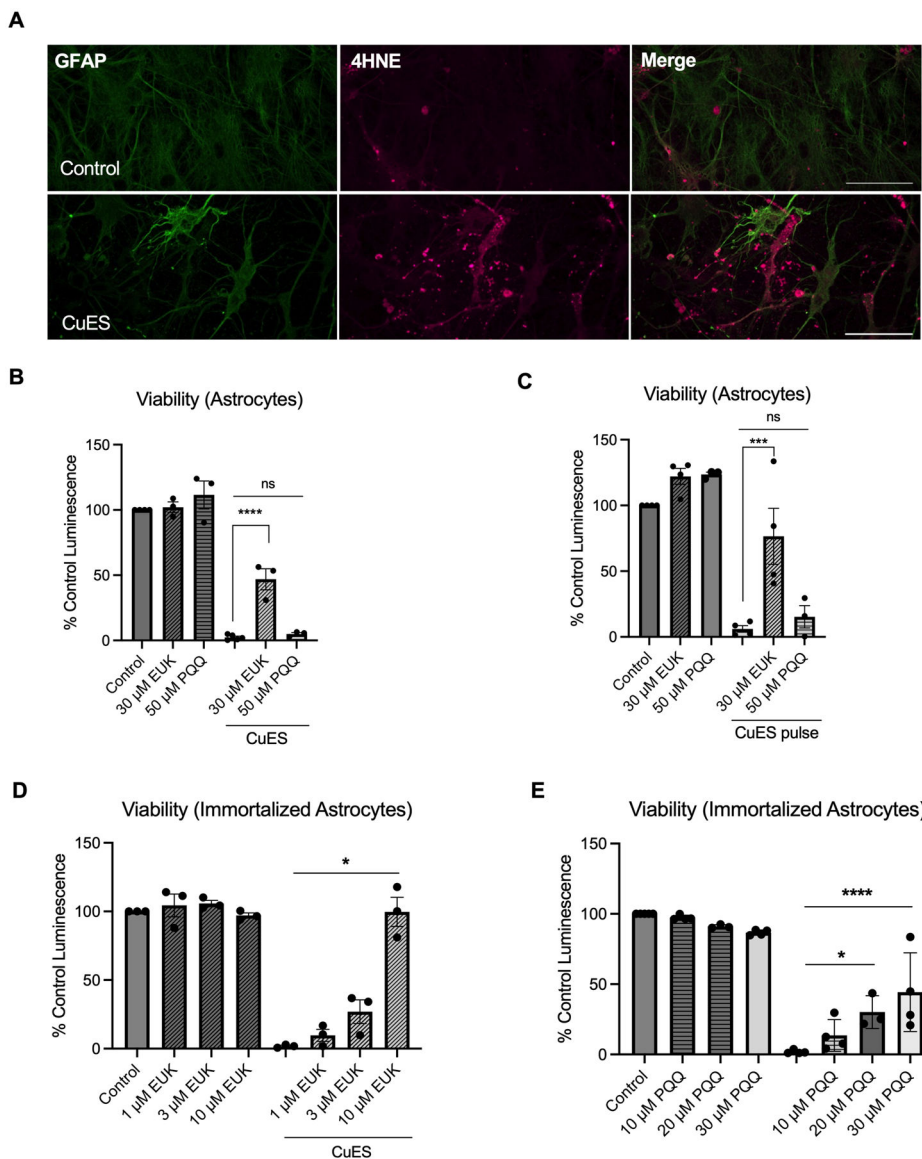 A
GFAP
4HNE
Merge
Control
CuES
B
Viability (Astrocytes)
ns
****
% Control Luminescence
150
100
50
0
Control
30 µM EUK
50 µM PQQ
30 µM EUK
50 µM PQQ
CuES
C
Viability (Astrocytes)
ns
***
% Control Luminescence
150
100
50
0
Control
30 µM EUK
50 µM PQQ
30 µM EUK
50 µM PQQ
CuES pulse
D
Viability (Immortalized Astrocytes)
*
% Control Luminescence
150
100
50
0
Control
1 µM EUK
3 µM EUK
10 µM EUK
1 µM EUK
3 µM EUK
10 µM EUK
CuES
E
Viability (Immortalized Astrocytes)
****
*
% Control Luminescence
150
100
50
0
Control
10 µM PQQ
20 µM PQQ
30 µM PQQ
10 µM PQQ
20 µM PQQ
30 µM PQQ